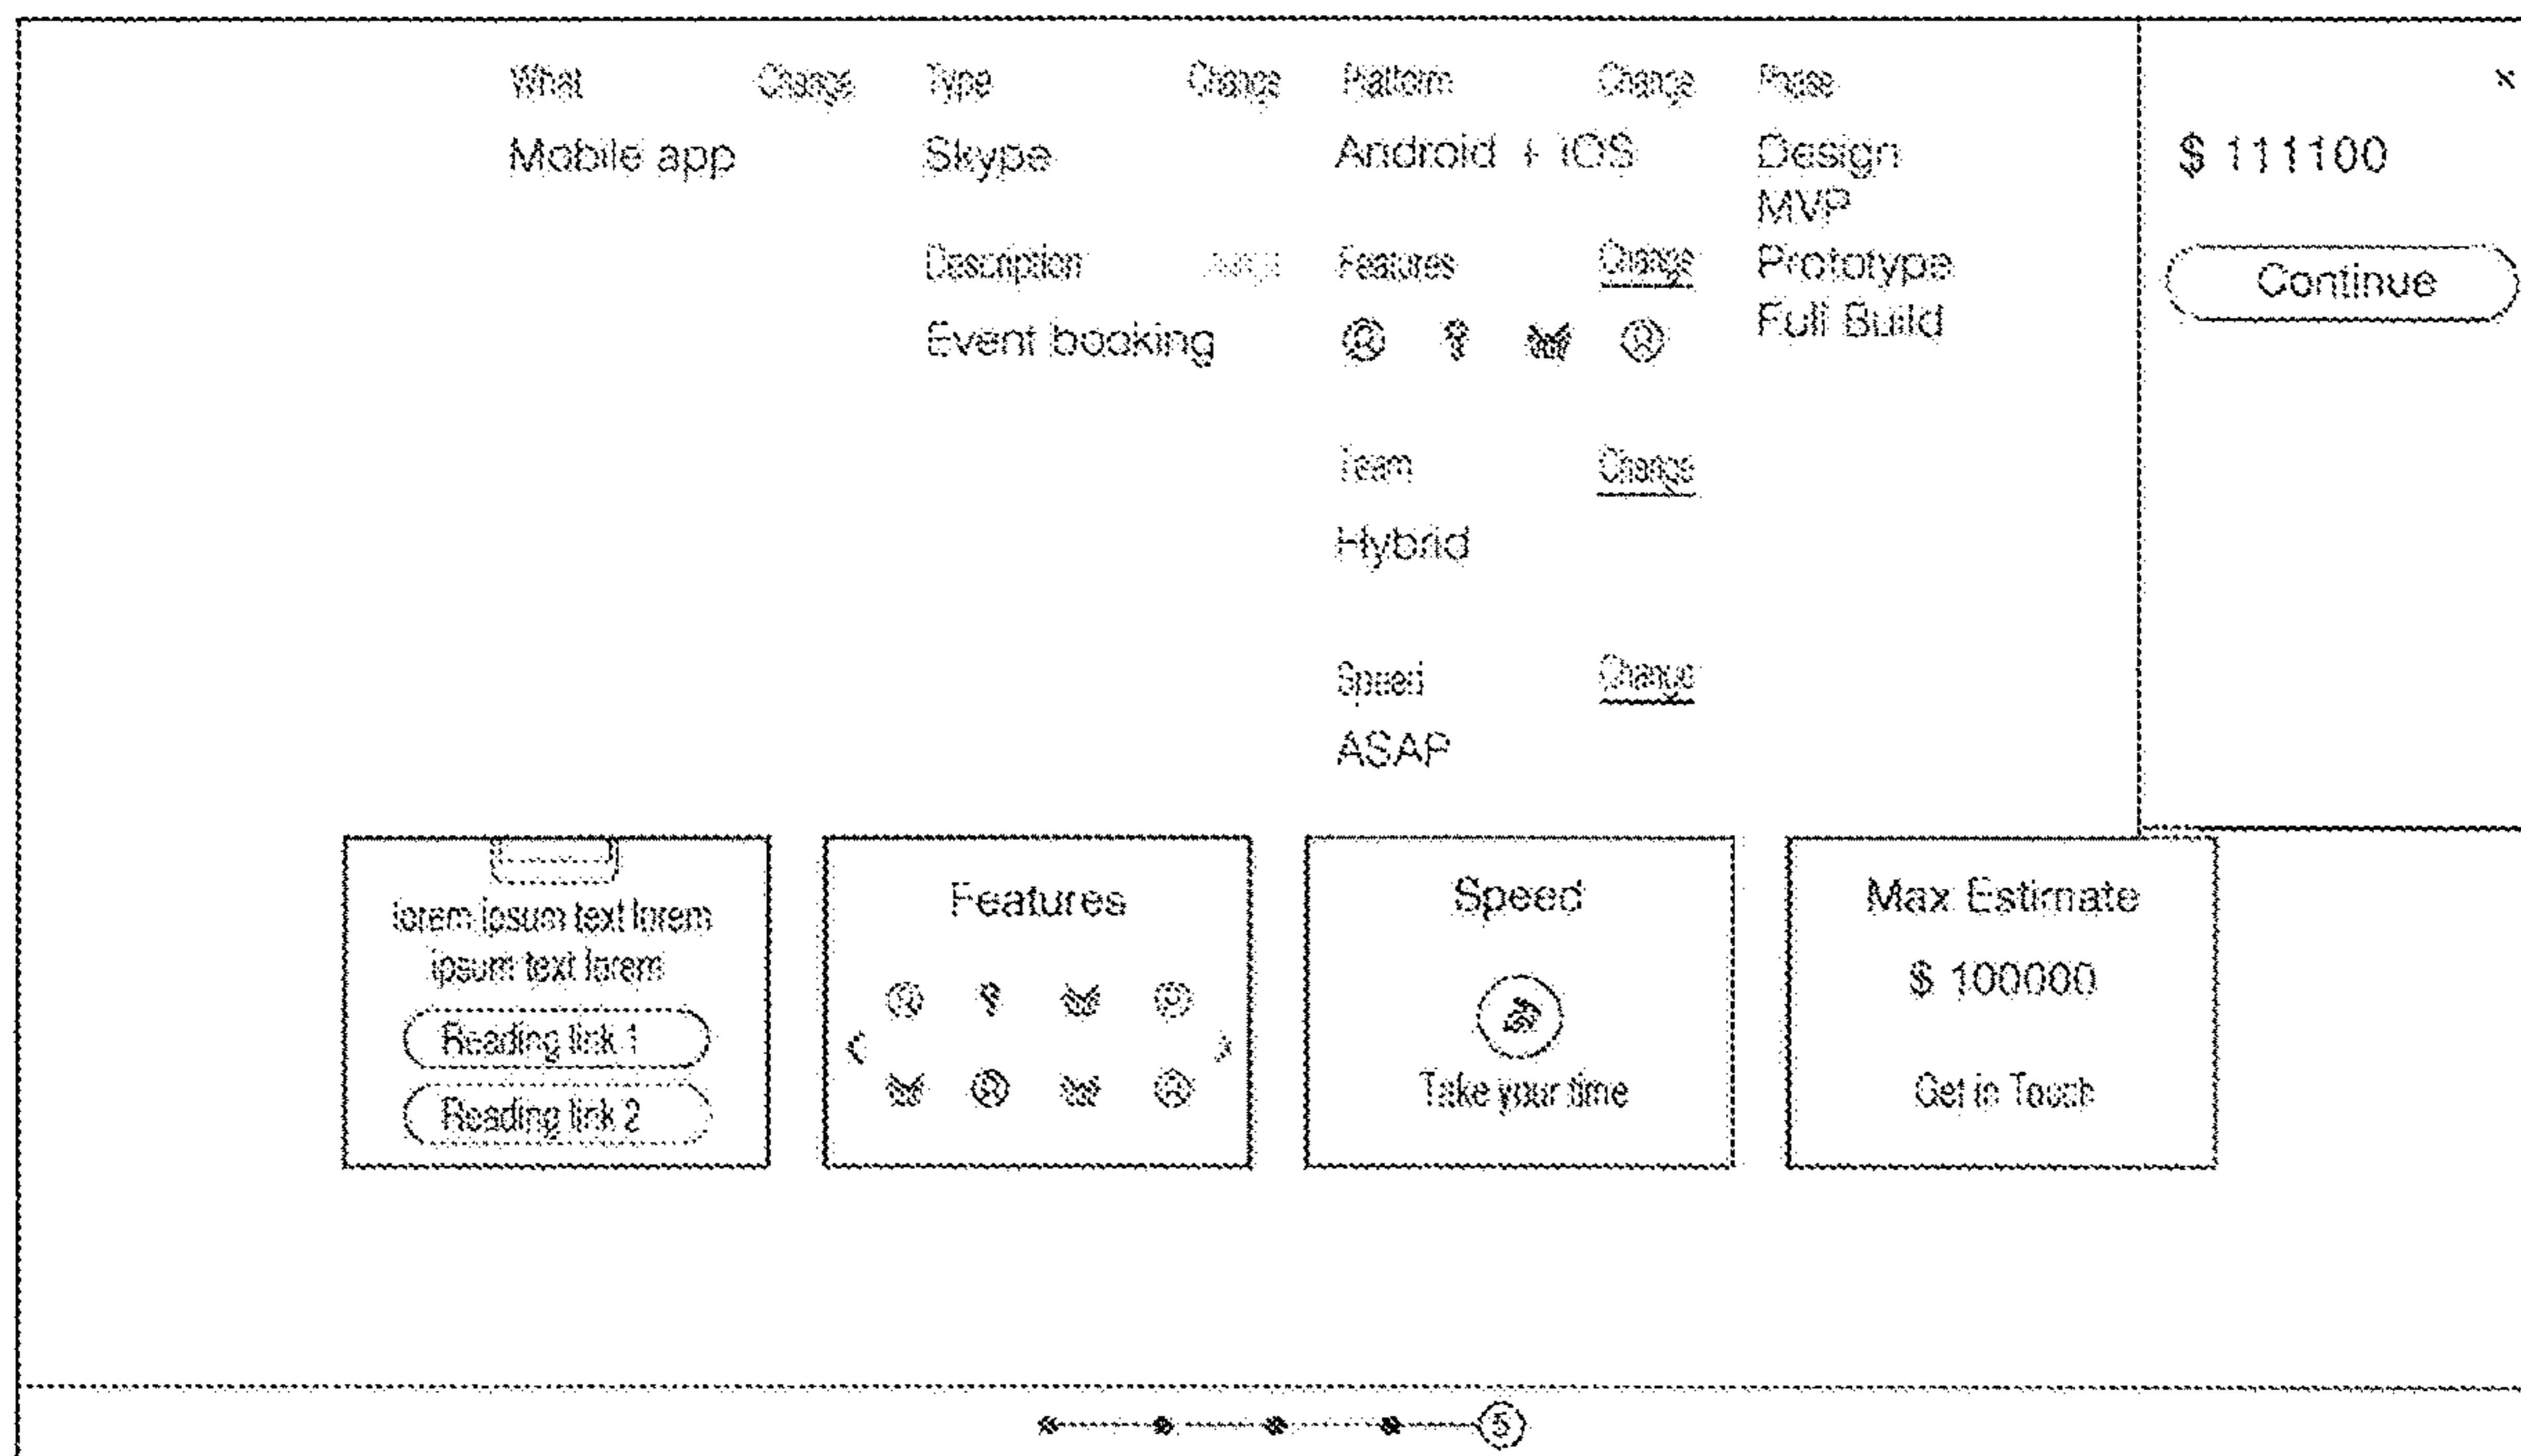 What Change Type Change Platform Change Phase
Mobile app Skype Android + iOS Design
$ 111100
MVP
Description Features Change Prototype
Continue
Event booking Full Build
Team Change
Hybrid
Speed Change
ASAP
lorem ipsum text lorem
ipsum text lorem
Reading link 1
Reading link 2
Features
Speed
Take your time
Max Estimate
$ 100000
Get in Touch
5